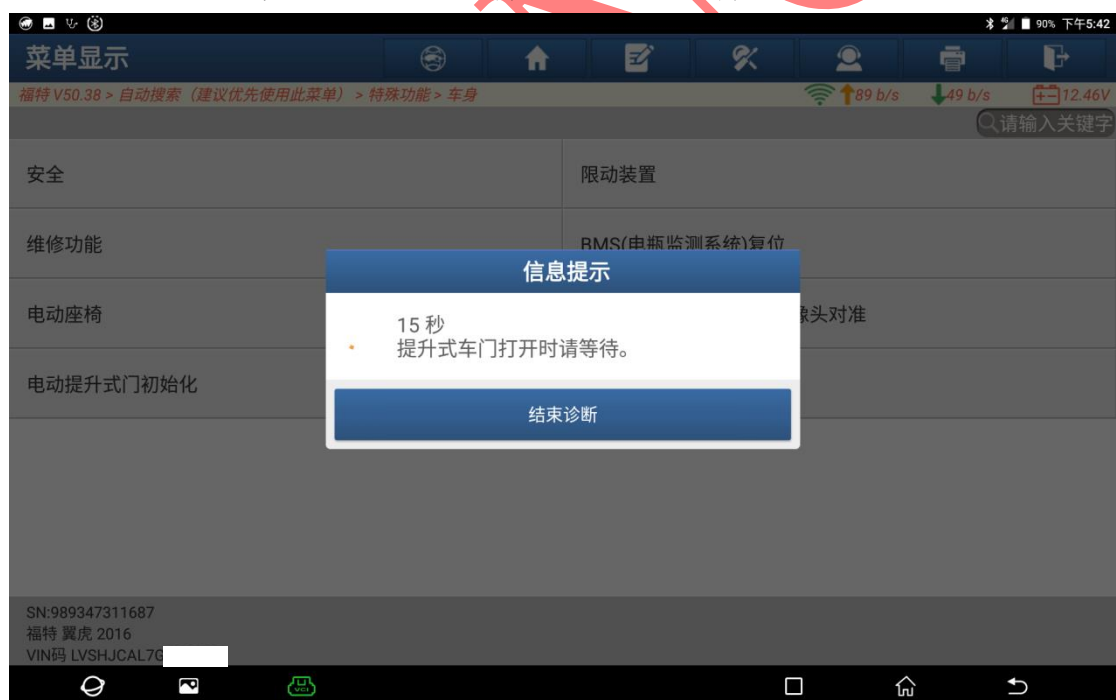 46
90% 下午5:42
菜单显示
福特 V50.38 > 自动搜索（建议优先使用此菜单） > 特殊功能 > 车身
89 b/s
49 b/s
12.46V
请输入关键字
安全
限动装置
维修功能
BMS(电瓶监测系统)复位
信息提示
电动座椅
像头对准
15 秒
提升式车门打开时请等待。
电动提升式门初始化
结束诊断
SN:989347311687
福特 翼虎 2016
VIN码 LVSHJCAL7G
VCI